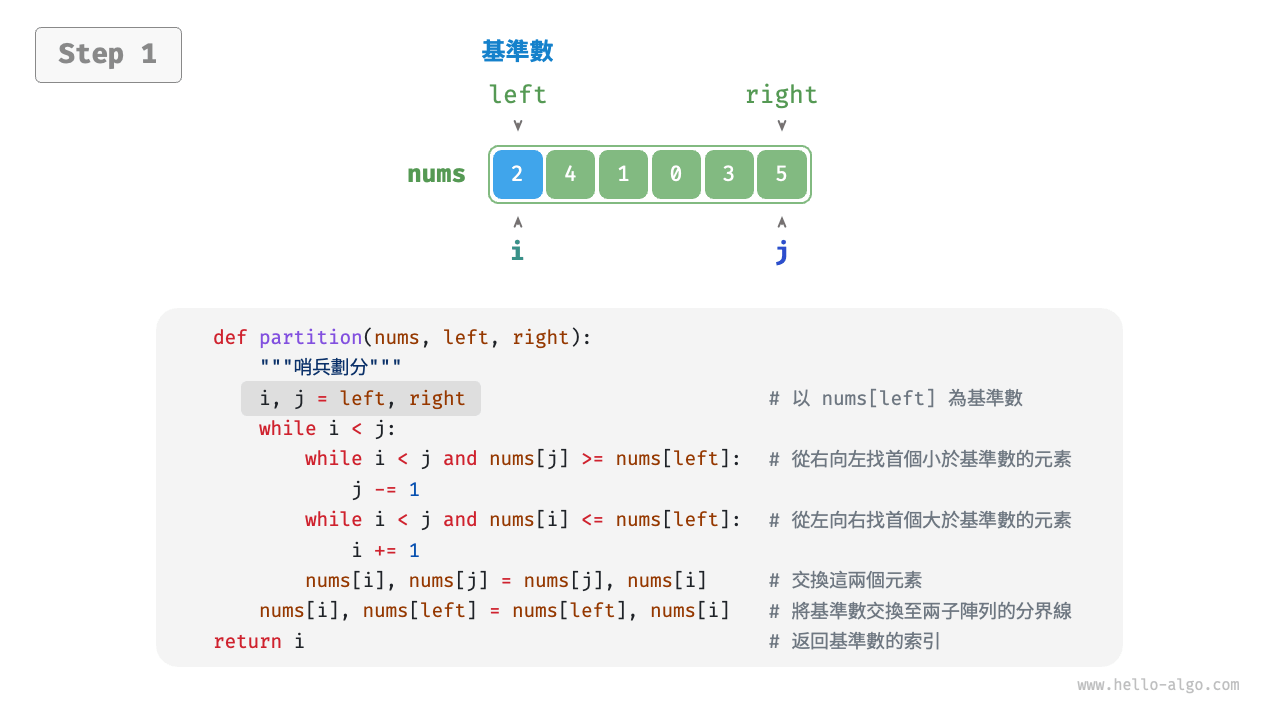 Step 1
基準數
left right
nums 2 4 1 0 3 5
i j
def partition(nums, left, right):
"""哨兵劃分"""
i, j = left, right # 以 nums[left] 為基準數
while i < j:
while i < j and nums[j] >= nums[left]: # 從右向左找首個小於基準數的元素
j -= 1
while i < j and nums[i] <= nums[left]: # 從左向右找首個大於基準數的元素
i += 1
nums[i], nums[j] = nums[j], nums[i] # 交換這兩個元素
nums[i], nums[left] = nums[left], nums[i] # 將基準數交換至兩子陣列的分界線
return i # 返回基準數的索引
www.hello-algo.com